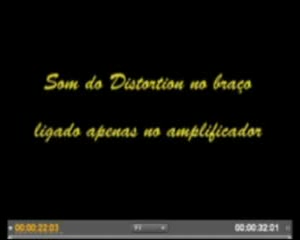 Som do Distortion no braço
ligado apenas no amplificador
00:00:22:03 00:00:32:01